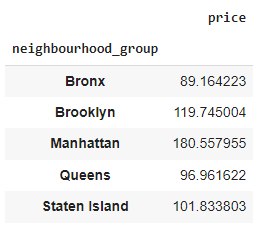 price
neighbourhood_group
Bronx 89.164223
Brooklyn 119.745004
Manhattan 180.557955
Queens 96.961622
Staten Island 101.833803